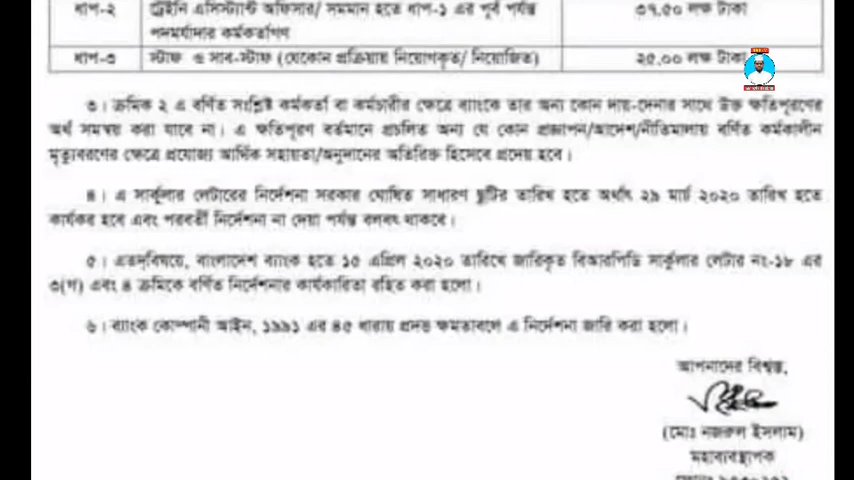 ধাপ-২ ট্রেইনি এসিস্ট্যান্ট অফিসার/ সমমান হতে ধাপ-১ এর পূর্ব পর্যন্ত ৩৭.৫০ লক্ষ টাকা
পদমর্যাদার কর্মকর্তাগণ
ধাপ-৩ স্টাফ ও সাব-স্টাফ (যেকোন প্রক্রিয়ায় নিয়োগকৃত/ নিয়োজিত) ২৫.০০ লক্ষ টাকা
৩। ক্রমিক ২ এ বর্ণিত সংশ্লিষ্ট কর্মকর্তা বা কর্মচারীর ক্ষেত্রে ব্যাংকে তার অন্য কোন দায়-দেনার সাথে উক্ত ক্ষতিপূরণের
অর্থ সমন্বয় করা যাবে না। এ ক্ষতিপূরণ বর্তমানে প্রচলিত অন্য যে কোন প্রজ্ঞাপন/আদেশ/নীতিমালায় বর্ণিত কর্মকালীন
মৃত্যুবরণের ক্ষেত্রে প্রযোজ্য আর্থিক সহায়তা/অনুদানের অতিরিক্ত হিসেবে প্রদেয় হবে।
৪। এ সার্কুলার লেটারের নির্দেশনা সরকার ঘোষিত সাধারণ ছুটির তারিখ হতে অর্থাৎ ২৯ মার্চ ২০২০ তারিখ হতে
কার্যকর হবে এবং পরবর্তী নির্দেশনা না দেয়া পর্যন্ত বলবৎ থাকবে।
৫। এতদ্‌বিষয়ে, বাংলাদেশ ব্যাংক হতে ১৫ এপ্রিল ২০২০ তারিখে জারিকৃত বিআরপিডি সার্কুলার লেটার নং-১৮ এর
৩(গ) এবং ৪ ক্রমিকে বর্ণিত নির্দেশনার কার্যকারিতা রহিত করা হলো।
৬। ব্যাংক কোম্পানী আইন, ১৯৯১ এর ৪৫ ধারায় প্রদত্ত ক্ষমতাবলে এ নির্দেশনা জারি করা হলো।
আপনাদের বিশ্বস্ত,
(মোঃ নজরুল ইসলাম)
মহাব্যবস্থাপক